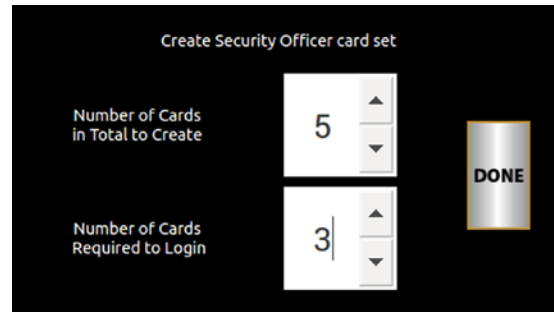 Create Security Officer card set
Number of Cards
in Total to Create
5
DONE
Number of Cards
Required to Login
3